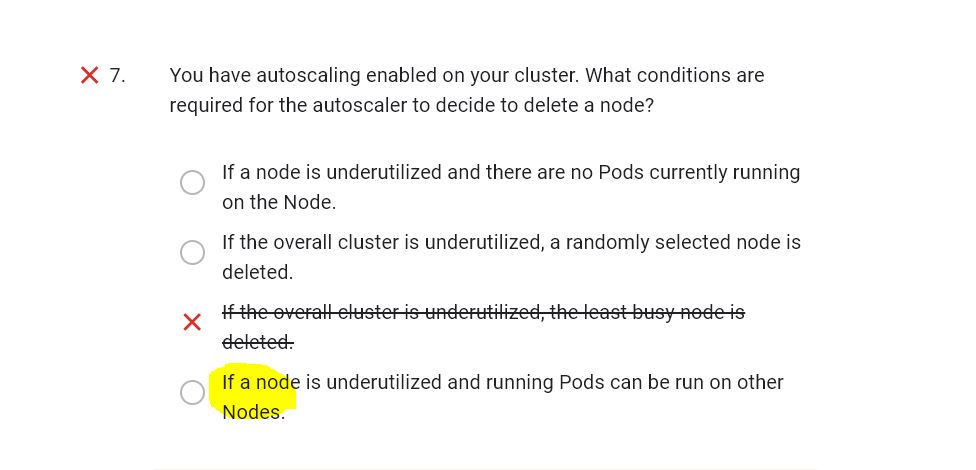 7. You have autoscaling enabled on your cluster. What conditions are
required for the autoscaler to decide to delete a node?
If a node is underutilized and there are no Pods currently running
on the Node.
If the overall cluster is underutilized, a randomly selected node is
deleted.
If the overall cluster is underutilized, the least busy node is
deleted.
If a node is underutilized and running Pods can be run on other
Nodes.